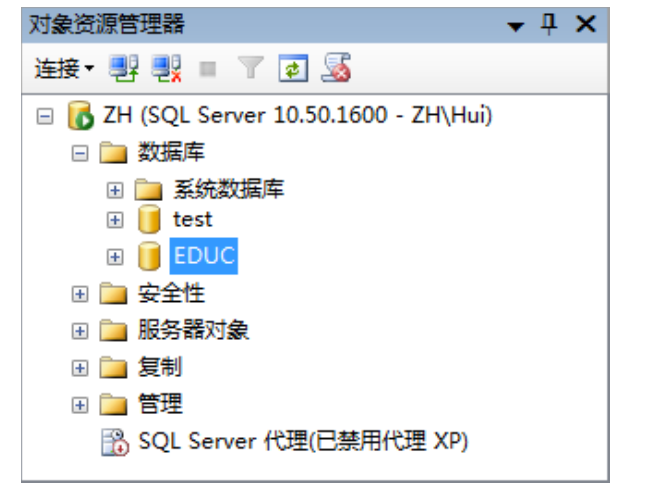 对象资源管理器
连接
ZH (SQL Server 10.50.1600 - ZH\Hui)
数据库
系统数据库
test
EDUC
安全性
服务器对象
复制
管理
SQL Server 代理(已禁用代理 XP)